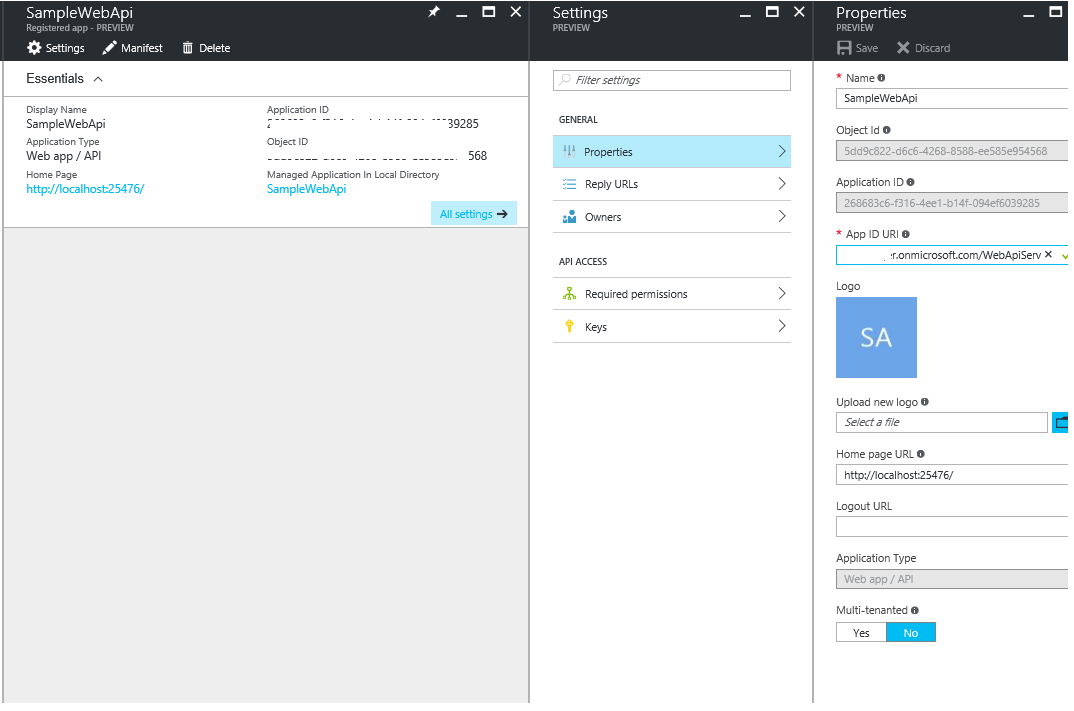 SampleWebApi
Registered app - PREVIEW
Settings Manifest Delete
Essentials
Display Name
SampleWebApi
Application Type
Web app / API
Home Page
http://localhost:25476/
Application ID
39285
Object ID
568
Managed Application In Local Directory
SampleWebApi
All settings
Settings
PREVIEW
Filter settings
GENERAL
Properties
Reply URLs
Owners
API ACCESS
Required permissions
Keys
Properties
PREVIEW
Save Discard
* Name
SampleWebApi
Object Id
5dd9c822-d6c6-4268-8588-ee585e954568
Application ID
268683c6-f316-4ee1-b14f-094ef6039285
* App ID URI
r.onmicrosoft.com/WebApiServ
Logo
SA
Upload new logo
Select a file
Home page URL
http://localhost:25476/
Logout URL
Application Type
Web app / API
Multi-tenanted
Yes No